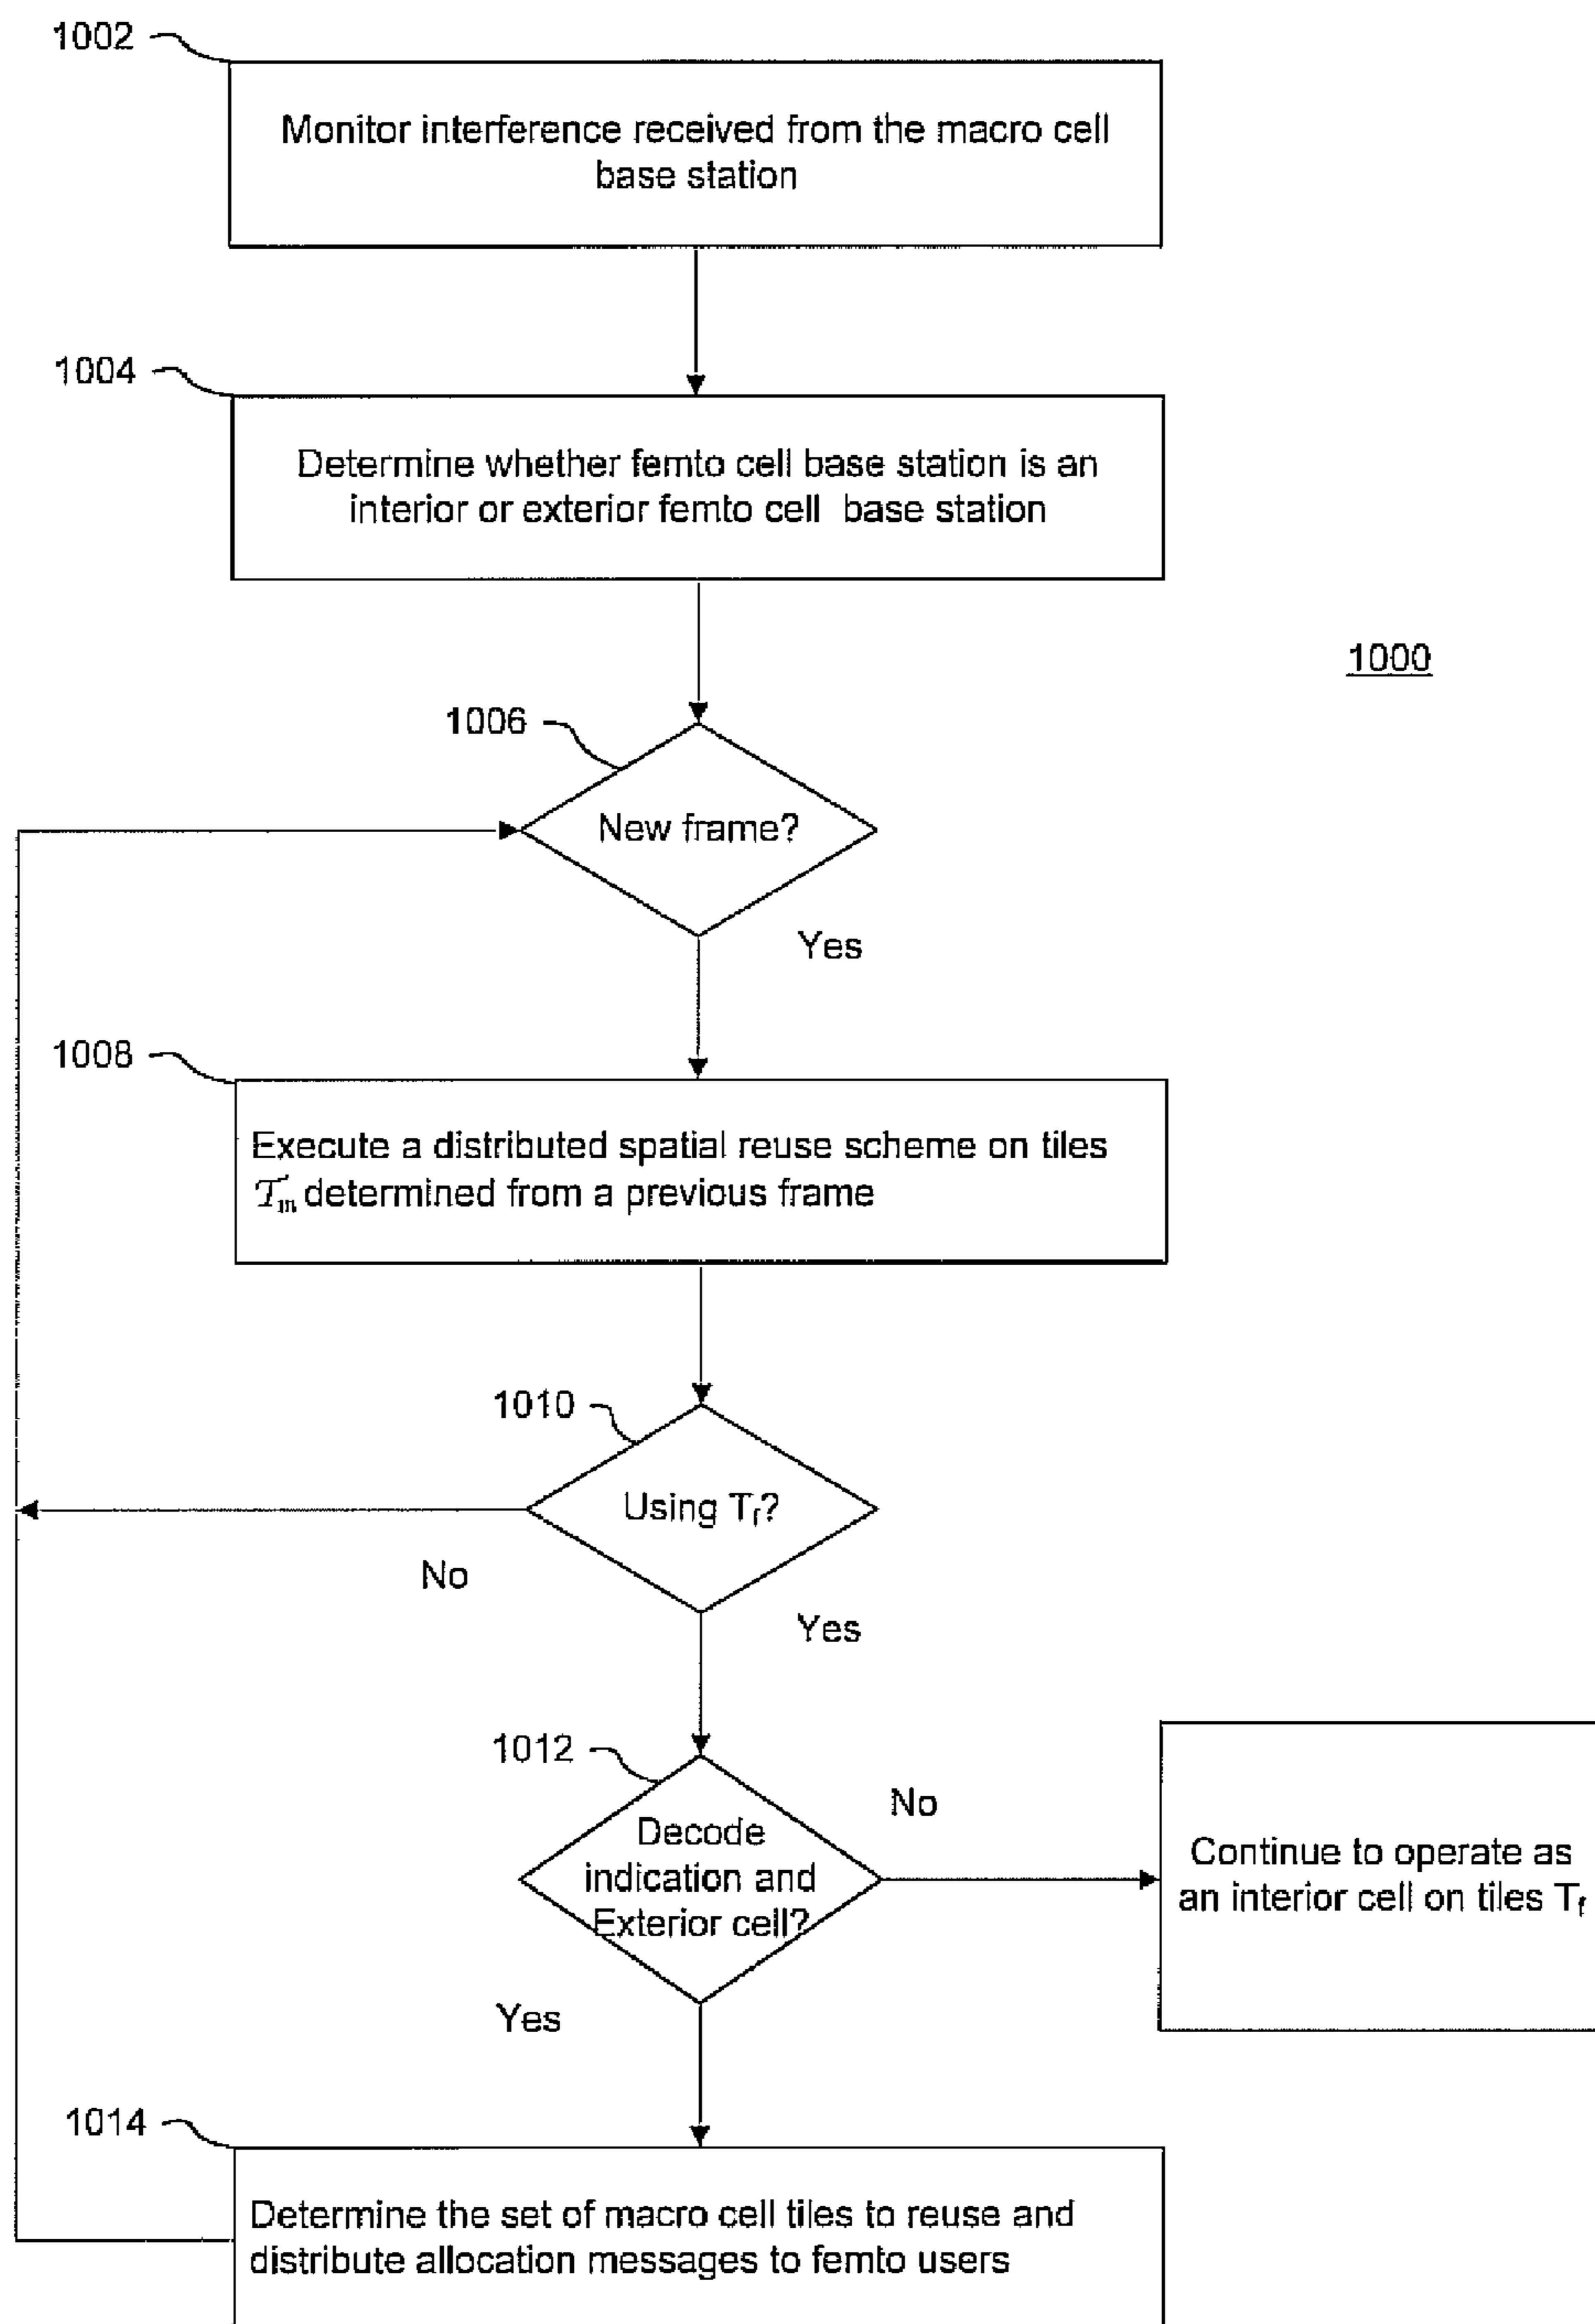 1002
Monitor interference received from the macro cell
base station
1004
Determine whether femto cell base station is an
interior or exterior femto cell base station
1000
1006
New frame?
Yes
1008
Execute a distributed spatial reuse scheme on tiles
𝒯m determined from a previous frame
1010
Using Tf?
No
Yes
1012
Decode
indication and
Exterior cell?
No
Continue to operate as
an interior cell on tiles Tf
Yes
1014
Determine the set of macro cell tiles to reuse and
distribute allocation messages to femto users